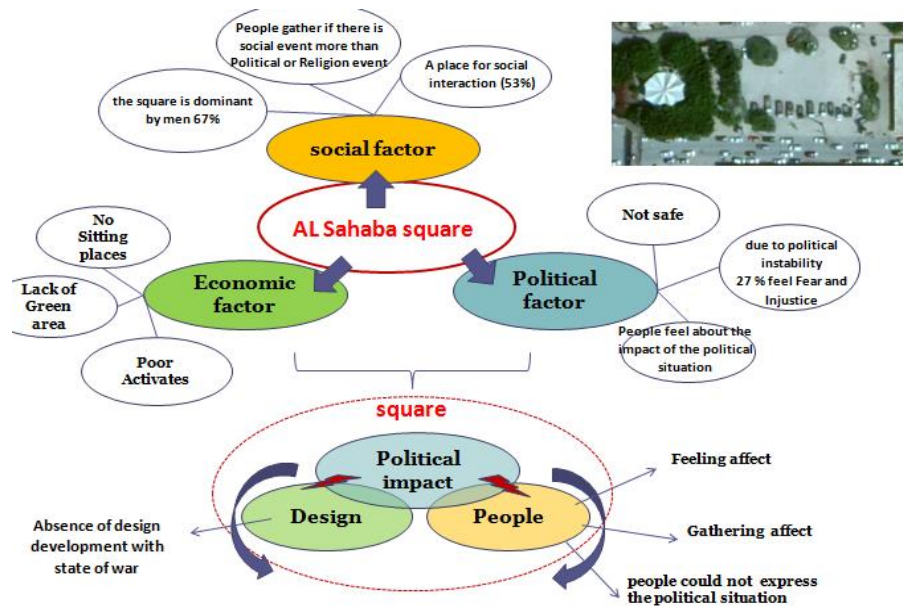 People gather if there is
social event more than
Political or Religion event
A place for social
interaction (53%)
the square is dominant
by men 67%
social factor
AL Sahaba square
No
Sitting
places
Lack of
Green
area
Poor
Activates
Economic
factor
Political
factor
Not safe
due to political
instability
27 % feel Fear and
Injustice
People feel about the
impact of the political
situation
square
Political
impact
Design
People
Absence of design
development with
state of war
Feeling affect
Gathering affect
people could not express
the political situation